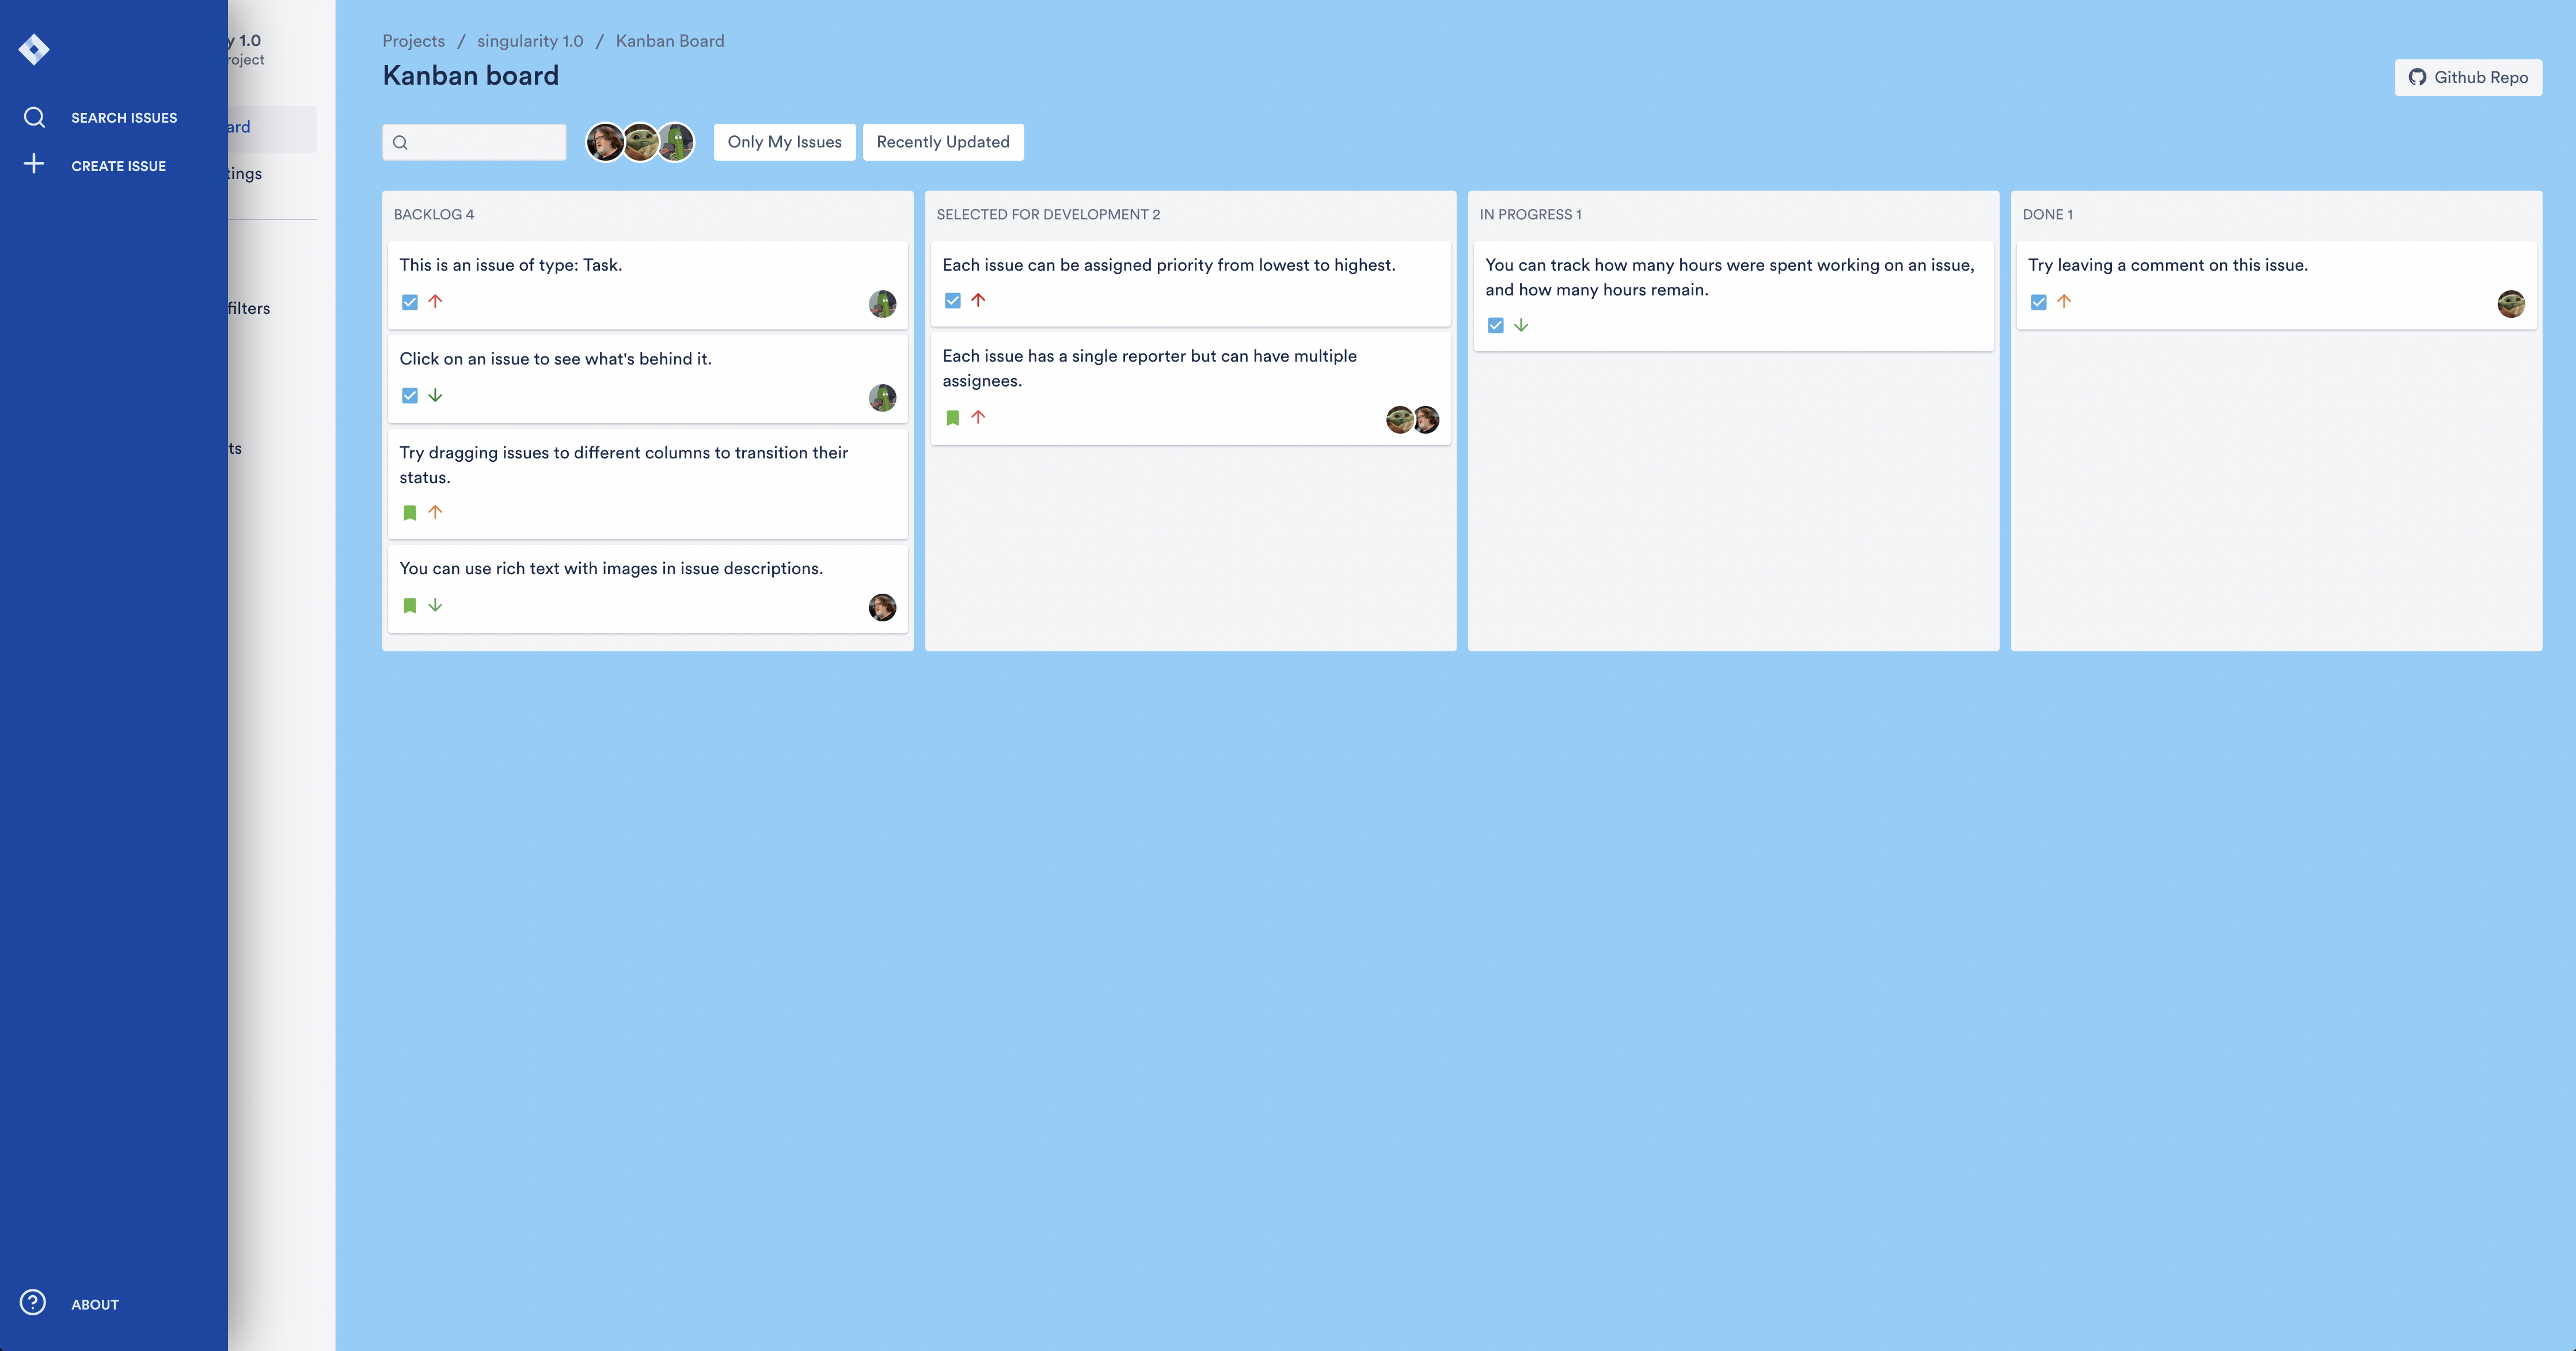 SEARCH ISSUES
CREATE ISSUE
ABOUT
y 1.0
roject
ard
tings
filters
ts
Projects / singularity 1.0 / Kanban Board
Kanban board
Github Repo
Only My Issues
Recently Updated
BACKLOG 4
This is an issue of type: Task.
Click on an issue to see what's behind it.
Try dragging issues to different columns to transition their
status.
You can use rich text with images in issue descriptions.
SELECTED FOR DEVELOPMENT 2
Each issue can be assigned priority from lowest to highest.
Each issue has a single reporter but can have multiple
assignees.
IN PROGRESS 1
You can track how many hours were spent working on an issue,
and how many hours remain.
DONE 1
Try leaving a comment on this issue.